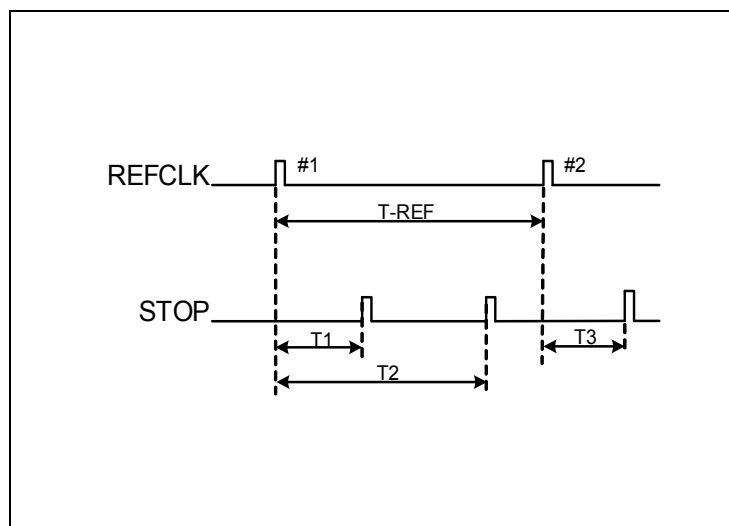 REFCLK
#1
#2
T-REF
STOP
T1
T3
T2